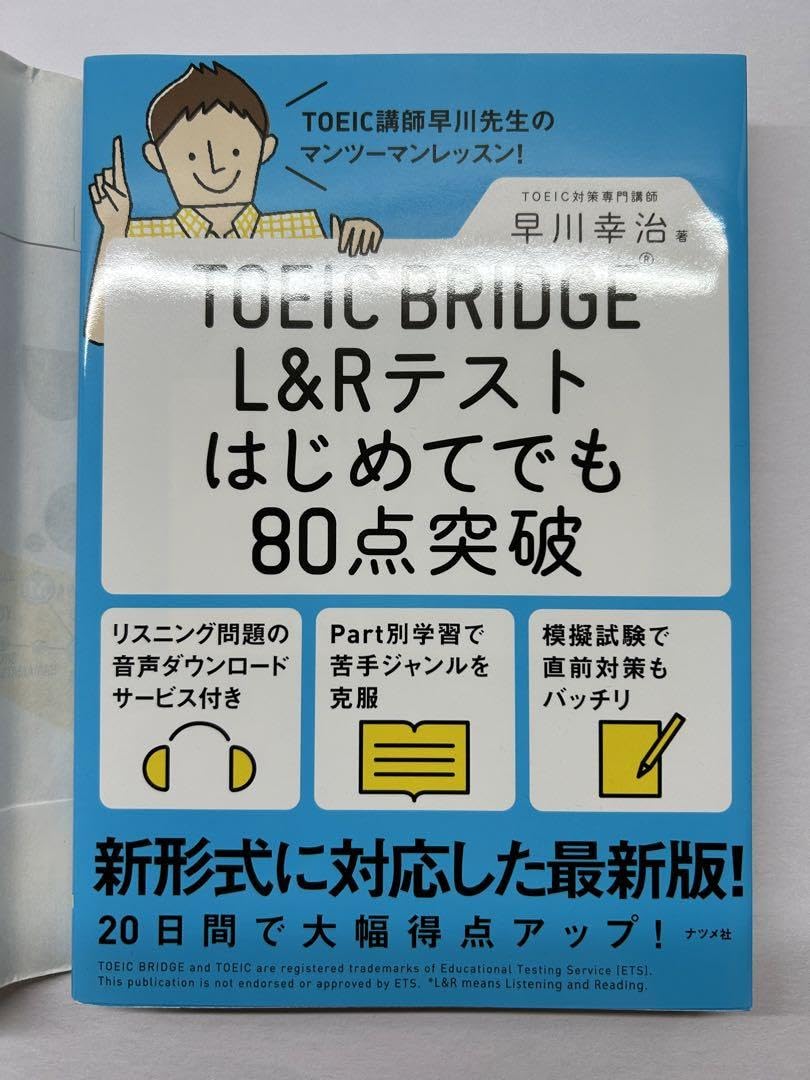 TOEIC講師早川先生の
マンツーマンレッスン!
TOEIC対策専門講師
早川幸治 著
TOEIC BRIDGE®
L&Rテスト
はじめてでも
80点突破
リスニング問題の
音声ダウンロード
サービス付き
Part別学習で
苦手ジャンルを
克服
模擬試験で
直前対策も
バッチリ
新形式に対応した最新版!
20日間で大幅得点アップ!
ナツメ社
TOEIC BRIDGE and TOEIC are registered trademarks of Educational Testing Service (ETS).
This publication is not endorsed or approved by ETS. *L&R means Listening and Reading.